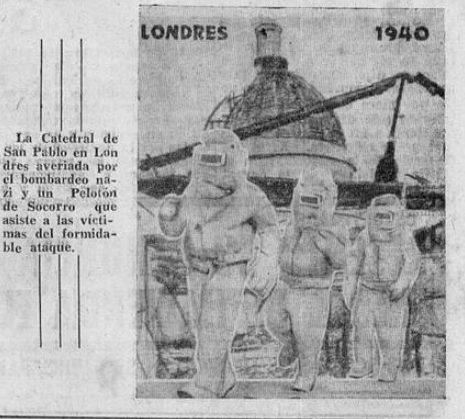 LONDRES 1940
La Catedral de
San Pablo en Lon
dres averiada por
el bombardeo na-
zi y un Pelotón
de Socorro que
asiste a las vícti-
mas del formida-
ble ataque.